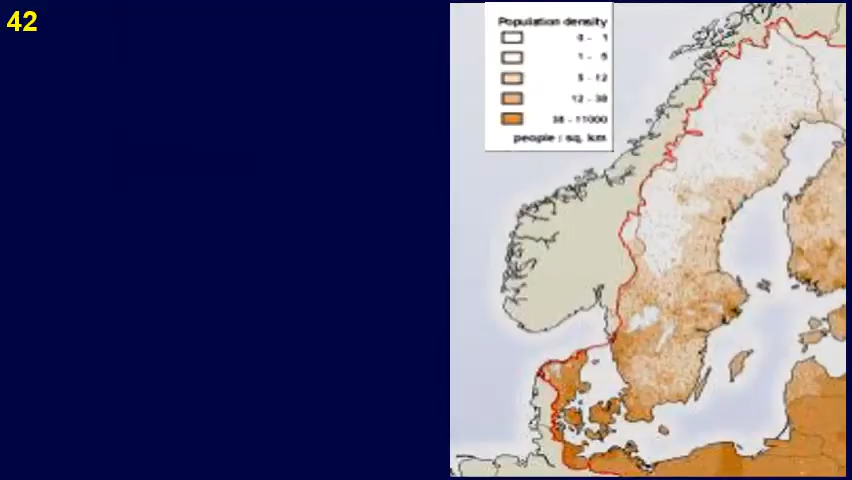 42
Population density
0 - 1
1 - 5
5 - 12
12 - 38
38 - 11000
people / sq. km